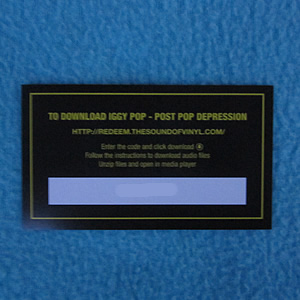 TO DOWNLOAD IGGY POP - POST POP DEPRESSION
HTTP://REDEEM.THESOUNDOFVINYL.COM/
Enter the code and click download
Follow the instructions to download audio files
Unzip files and open in media player